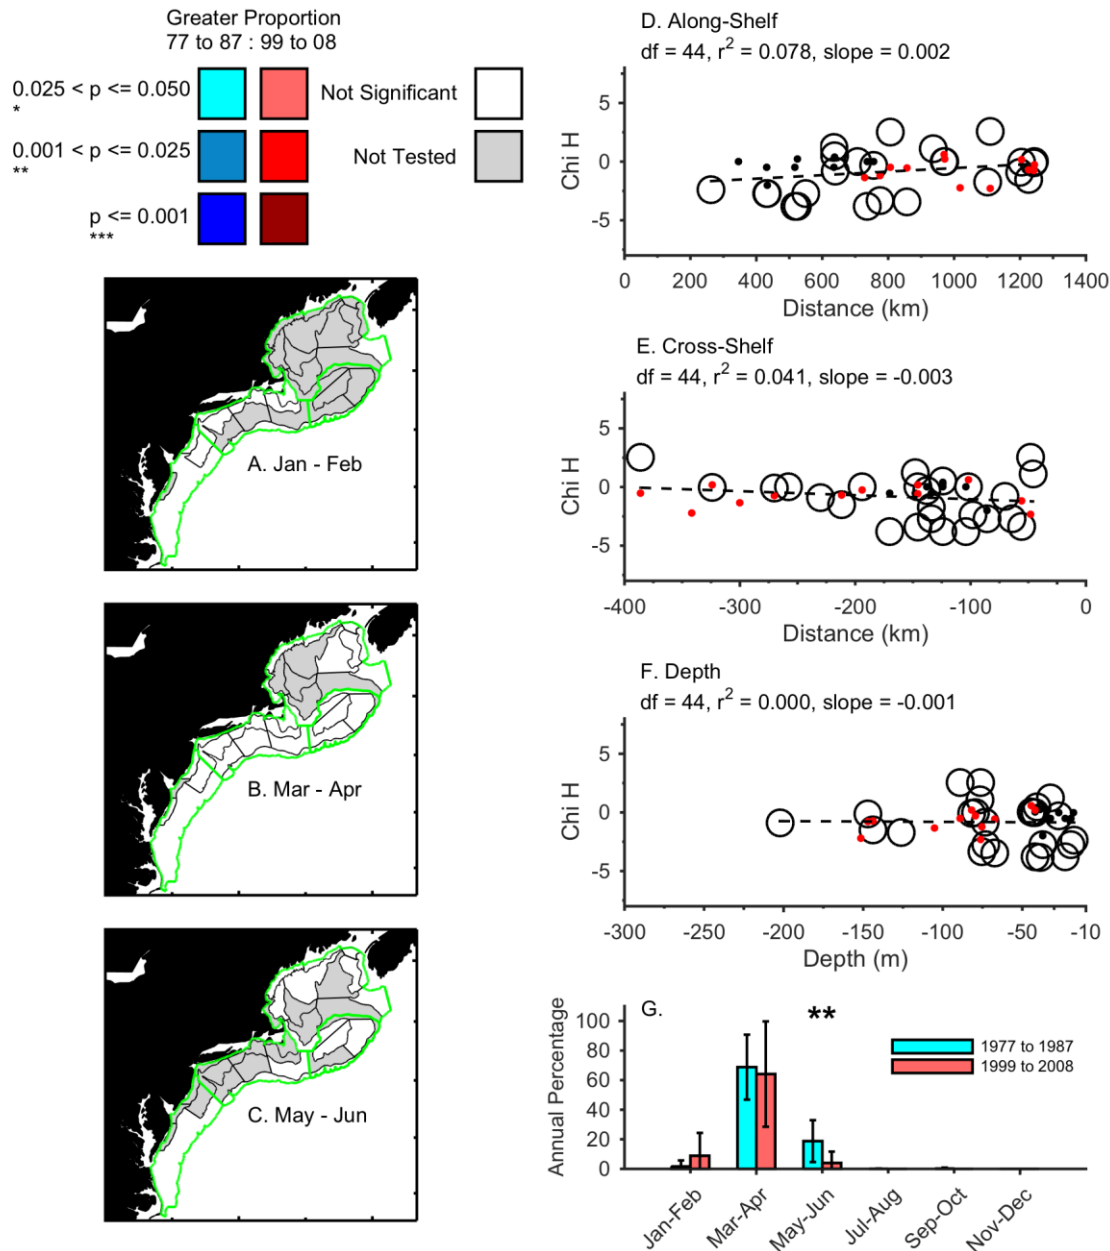 Greater Proportion
77 to 87 : 99 to 08
0.025 < p <= 0.050
*
Not Significant
0.001 < p <= 0.025
**
Not Tested
p <= 0.001
***
A. Jan - Feb
B. Mar - Apr
C. May - Jun
D. Along-Shelf
df = 44, r² = 0.078, slope = 0.002
Chi H
5
0
-5
0 200 400 600 800 1000 1200 1400
Distance (km)
E. Cross-Shelf
df = 44, r² = 0.041, slope = -0.003
Chi H
5
0
-5
-400 -300 -200 -100 0
Distance (km)
F. Depth
df = 44, r² = 0.000, slope = -0.001
Chi H
5
0
-5
-300 -250 -200 -150 -100 -50 -10
Depth (m)
G.
**
Annual Percentage
100
80
60
40
20
0
1977 to 1987
1999 to 2008
Jan-Feb
Mar-Apr
May-Jun
Jul-Aug
Sep-Oct
Nov-Dec